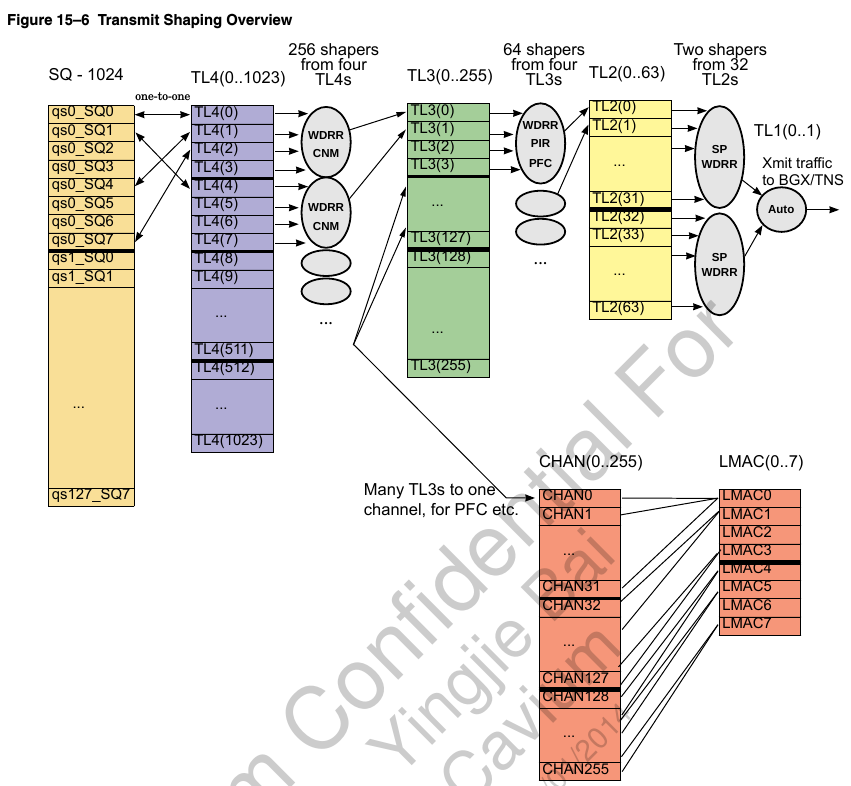 Figure 15–6 Transmit Shaping Overview
SQ - 1024
one-to-one
qs0_SQ0
qs0_SQ1
qs0_SQ2
qs0_SQ3
qs0_SQ4
qs0_SQ5
qs0_SQ6
qs0_SQ7
qs1_SQ0
qs1_SQ1
...
qs127_SQ7
TL4(0..1023)
TL4(0)
TL4(1)
TL4(2)
TL4(3)
TL4(4)
TL4(5)
TL4(6)
TL4(7)
TL4(8)
TL4(9)
...
TL4(511)
TL4(512)
...
TL4(1023)
256 shapers
from four
TL4s
WDRR
CNM
WDRR
CNM
...
TL3(0..255)
TL3(0)
TL3(1)
TL3(2)
TL3(3)
...
TL3(127)
TL3(128)
...
TL3(255)
64 shapers
from four
TL3s
WDRR
PIR
PFC
...
TL2(0..63)
TL2(0)
TL2(1)
...
TL2(31)
TL2(32)
TL2(33)
...
TL2(63)
Two shapers
from 32
TL2s
SP
WDRR
SP
WDRR
TL1(0..1)
Xmit traffic
to BGX/TNS
Auto
Many TL3s to one
channel, for PFC etc.
CHAN(0..255)
CHAN0
CHAN1
...
CHAN31
CHAN32
...
CHAN127
CHAN128
...
CHAN255
LMAC(0..7)
LMAC0
LMAC1
LMAC2
LMAC3
LMAC4
LMAC5
LMAC6
LMAC7
Confidential For
Yingjie Bai
Cavium